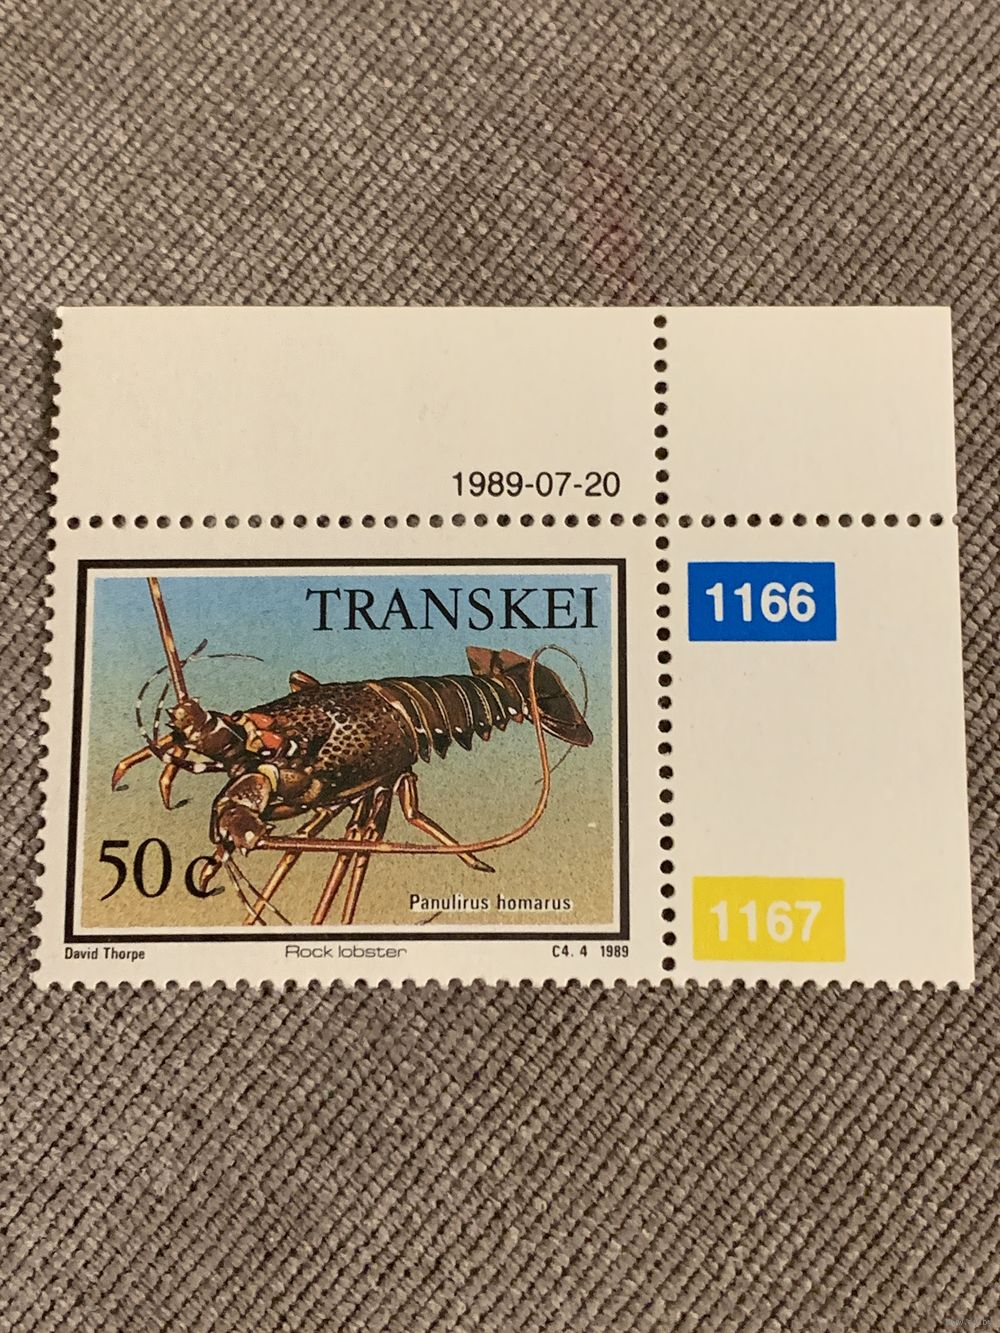 1989-07-20
TRANSKEI
1166
50c
Panulirus homarus
1167
David Thorpe
Rock lobster
C4. 4 1989